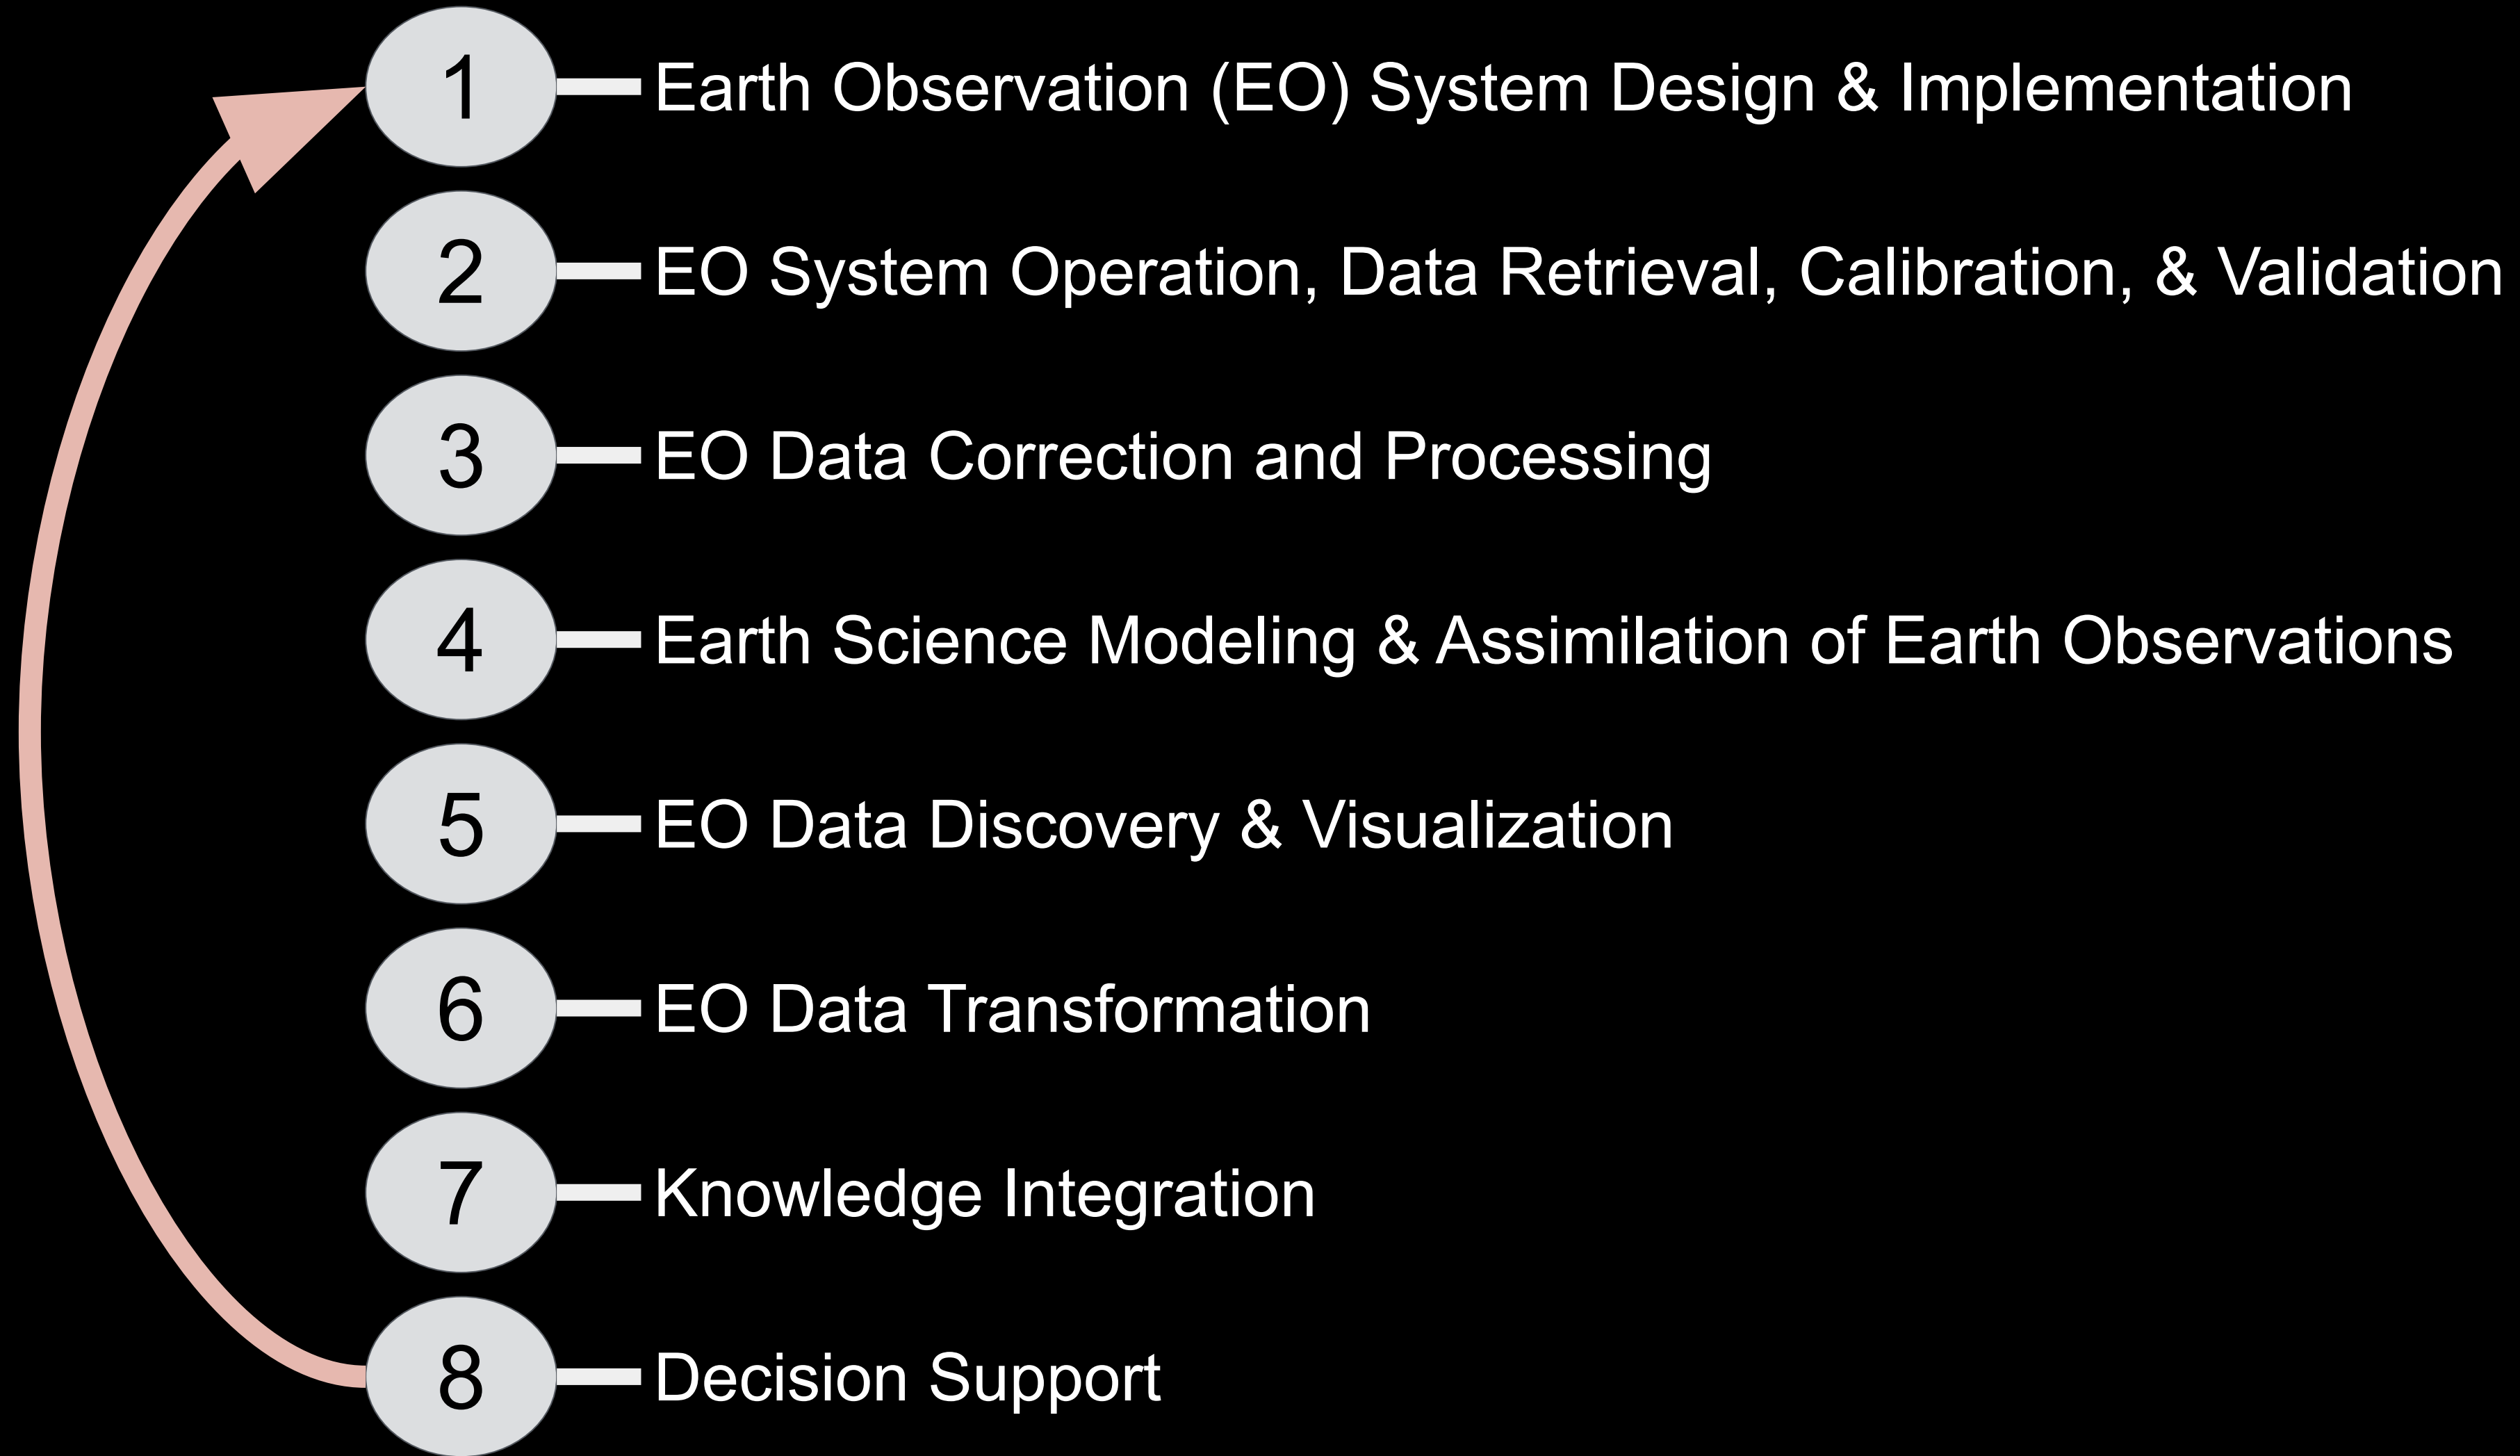 1 Earth Observation (EO) System Design & Implementation
2 EO System Operation, Data Retrieval, Calibration, & Validation
3 EO Data Correction and Processing
4 Earth Science Modeling & Assimilation of Earth Observations
5 EO Data Discovery & Visualization
6 EO Data Transformation
7 Knowledge Integration
8 Decision Support